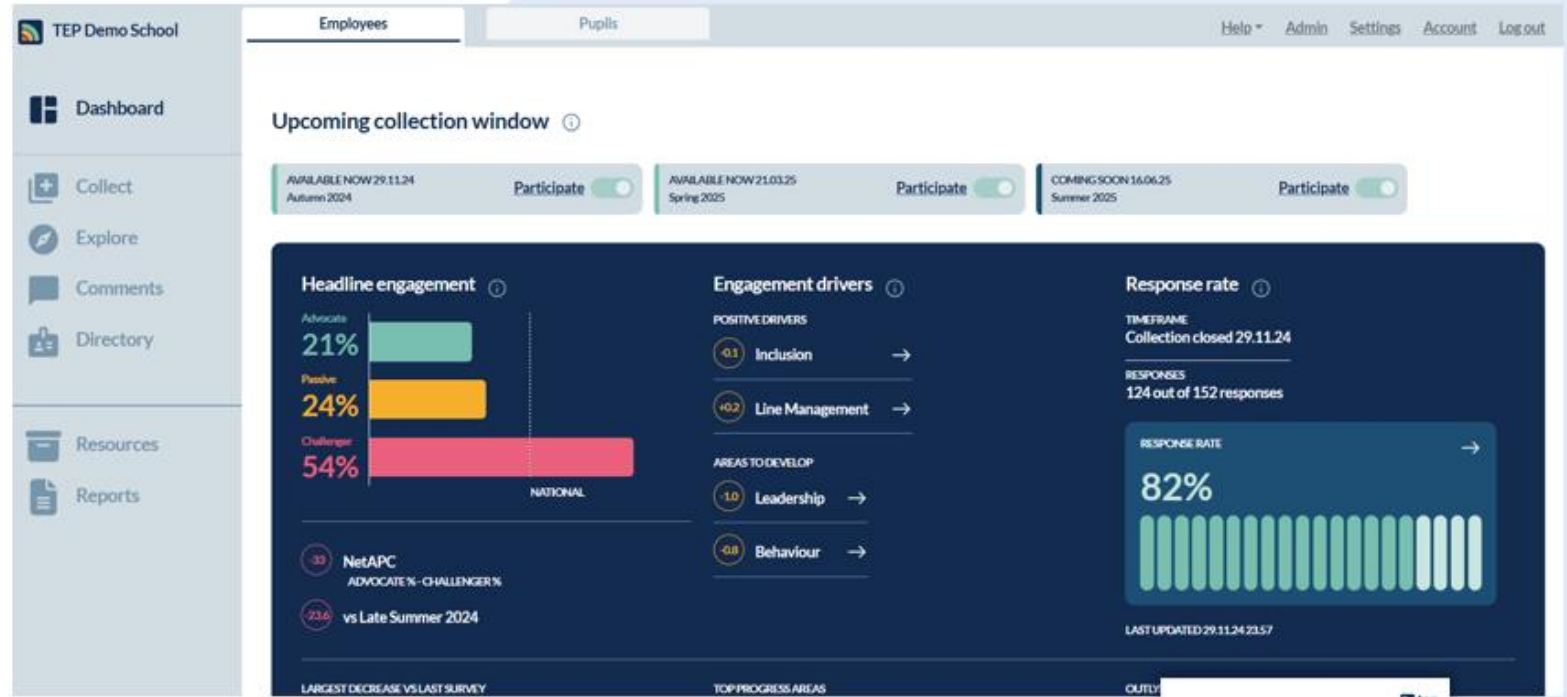 TEP Demo School
Employees
Pupils
Help
Admin
Settings
Account
Log out
Dashboard
Collect
Explore
Comments
Directory
Resources
Reports
Upcoming collection window
AVAILABLE NOW 29.11.24
Autumn 2024
Participate
AVAILABLE NOW 21.03.25
Spring 2025
Participate
COMING SOON 16.06.25
Summer 2025
Participate
Headline engagement
Advocate
21%
Passive
24%
Challenger
54%
NATIONAL
-33 NetAPC
ADVOCATE % - CHALLENGER %
-23.6 vs Late Summer 2024
Engagement drivers
POSITIVE DRIVERS
-0.1 Inclusion →
+0.2 Line Management →
AREAS TO DEVELOP
-1.0 Leadership →
-0.8 Behaviour →
Response rate
TIMEFRAME
Collection closed 29.11.24
RESPONSES
124 out of 152 responses
RESPONSE RATE →
82%
LAST UPDATED 29.11.24 23:57
LARGEST DECREASE VS LAST SURVEY
TOP PROGRESS AREAS